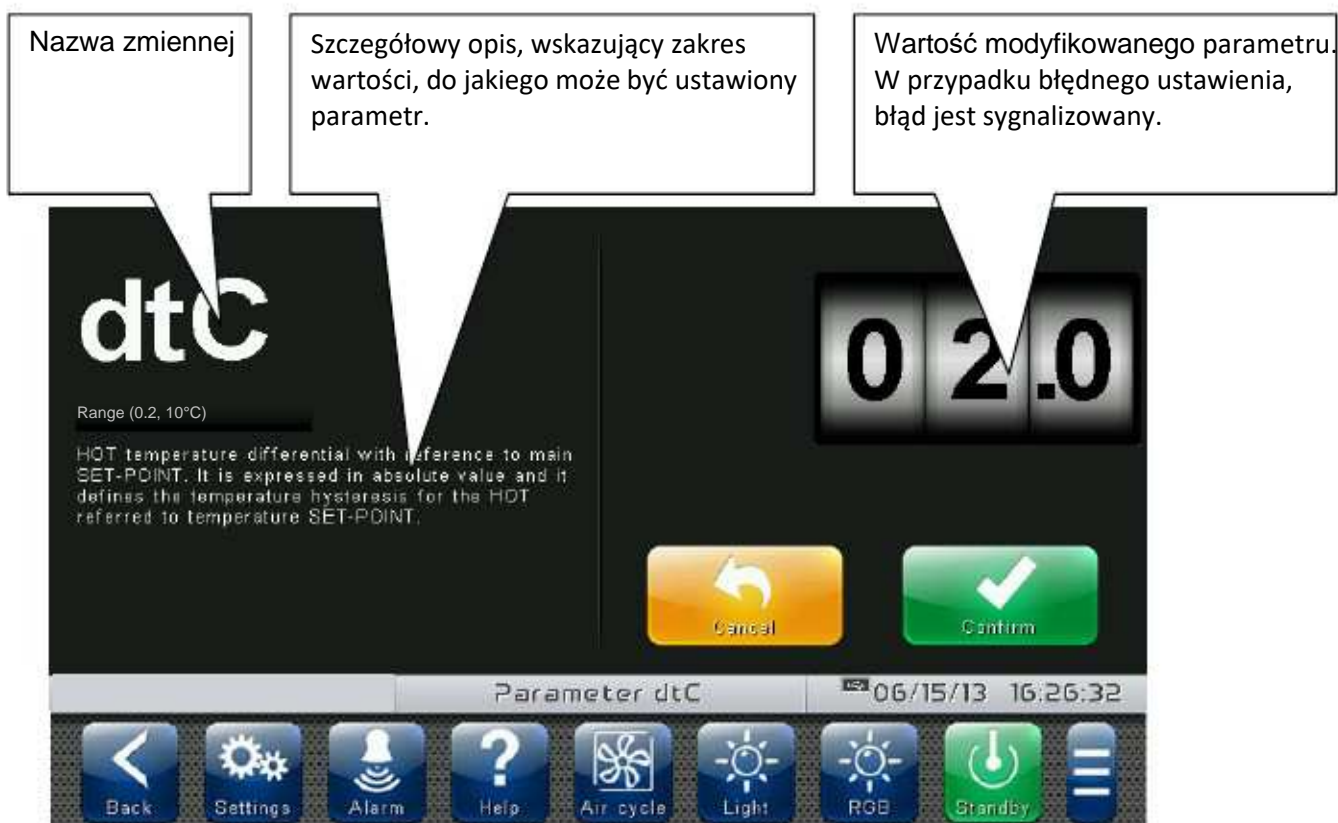 Nazwa zmiennej
Szczegółowy opis, wskazujący zakres
wartości, do jakiego może być ustawiony
parametr.
Wartość modyfikowanego parametru.
W przypadku błędnego ustawienia,
błąd jest sygnalizowany.
dtC
02.0
Range (0.2, 10°C)
HOT temperature differential with reference to main
SET-POINT. It is expressed in absolute value and it
defines the temperature hysteresis for the HOT
referred to temperature SET-POINT.
Cancel
Confirm
Parameter dtC
06/15/13 16:26:32
Back
Settings
Alarm
Help
Air cycle
Light
RGB
Standby